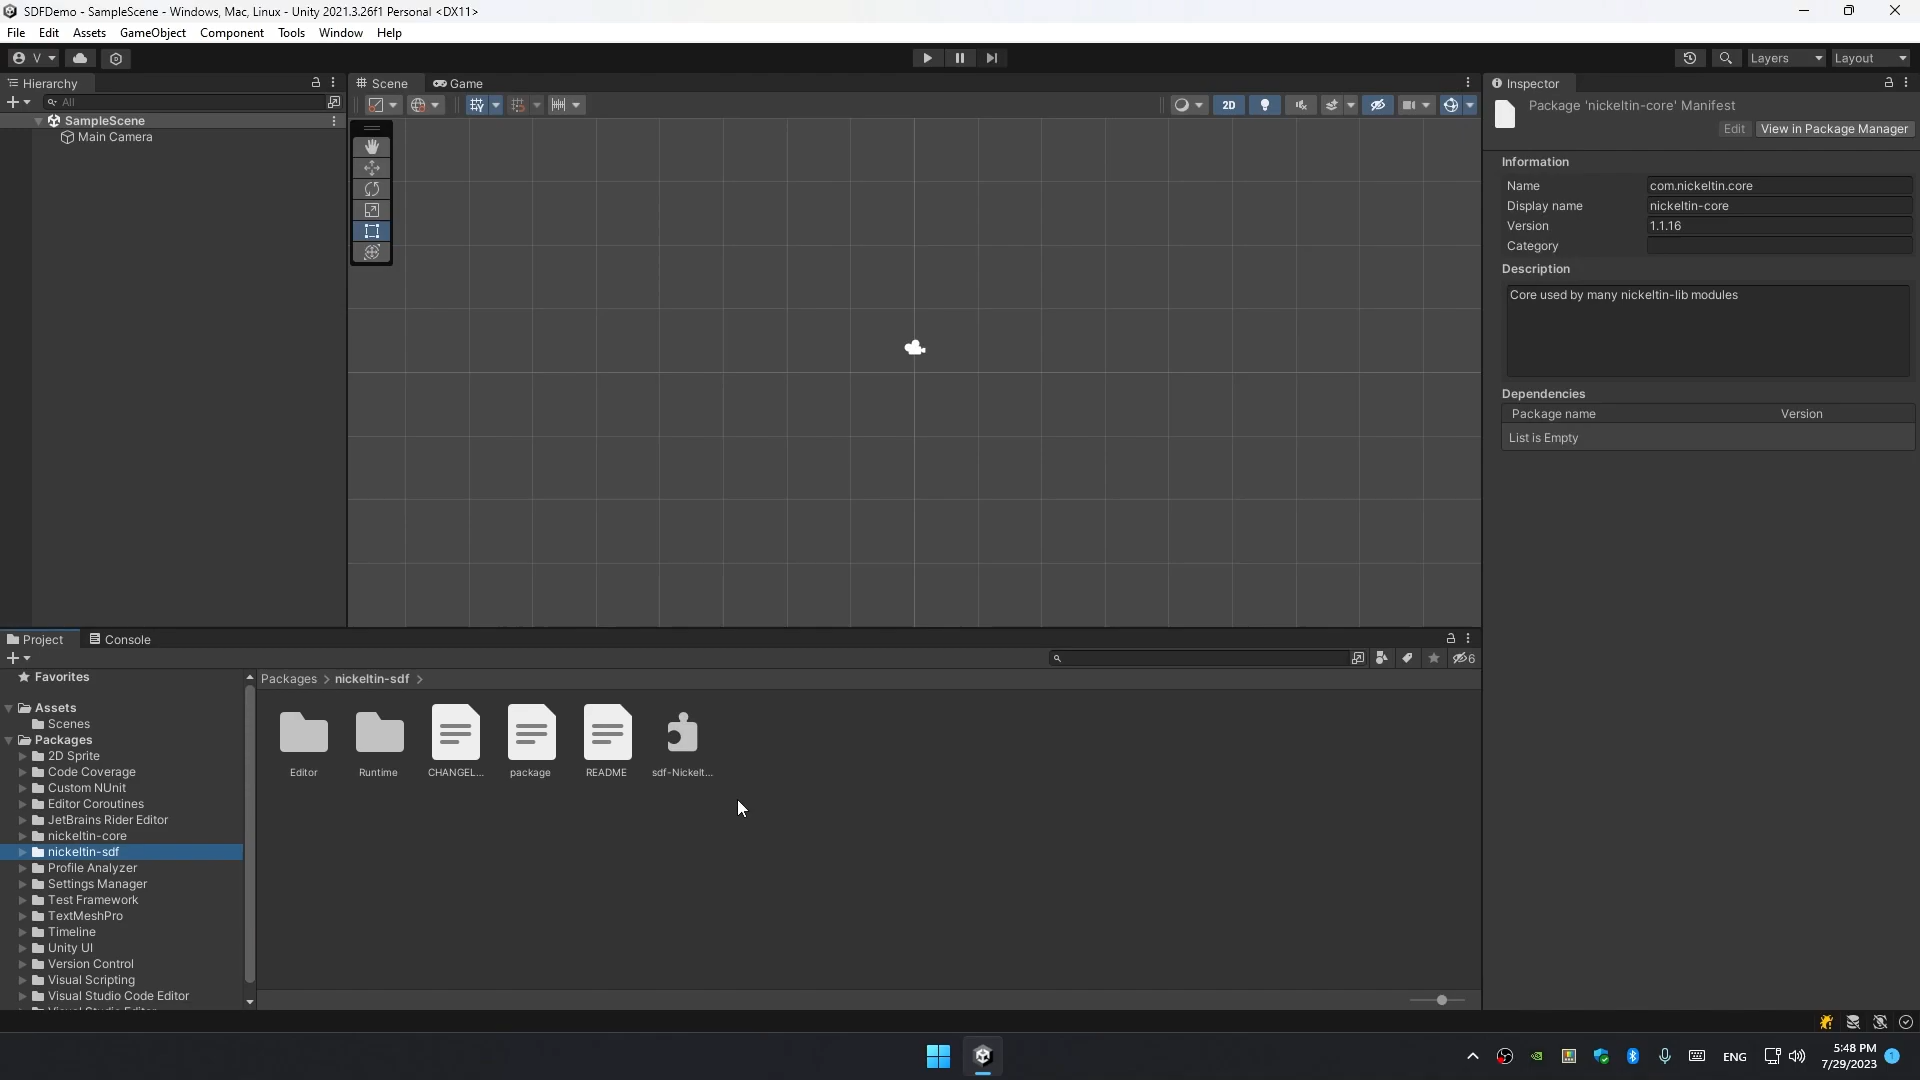 SDFDemo - SampleScene - Windows, Mac, Linux - Unity 2021.3.26f1 Personal <DX11>
File Edit Assets GameObject Component Tools Window Help
V Layers Layout
Hierarchy
All
SampleScene
Main Camera
Scene Game
2D
Inspector
Package 'nickeltin-core' Manifest
Edit View in Package Manager
Information
Name com.nickeltin.core
Display name nickeltin-core
Version 1.1.16
Category
Description
Core used by many nickeltin-lib modules
Dependencies
Package name Version
List is Empty
Project Console
6
Favorites
Assets
Scenes
Packages
2D Sprite
Code Coverage
Custom NUnit
Editor Coroutines
JetBrains Rider Editor
nickeltin-core
nickeltin-sdf
Profile Analyzer
Settings Manager
Test Framework
TextMeshPro
Timeline
Unity UI
Version Control
Visual Scripting
Visual Studio Code Editor
Packages > nickeltin-sdf >
Editor Runtime CHANGEL... package README sdf-Nickelt...
ENG
5:48 PM
7/29/2023
1